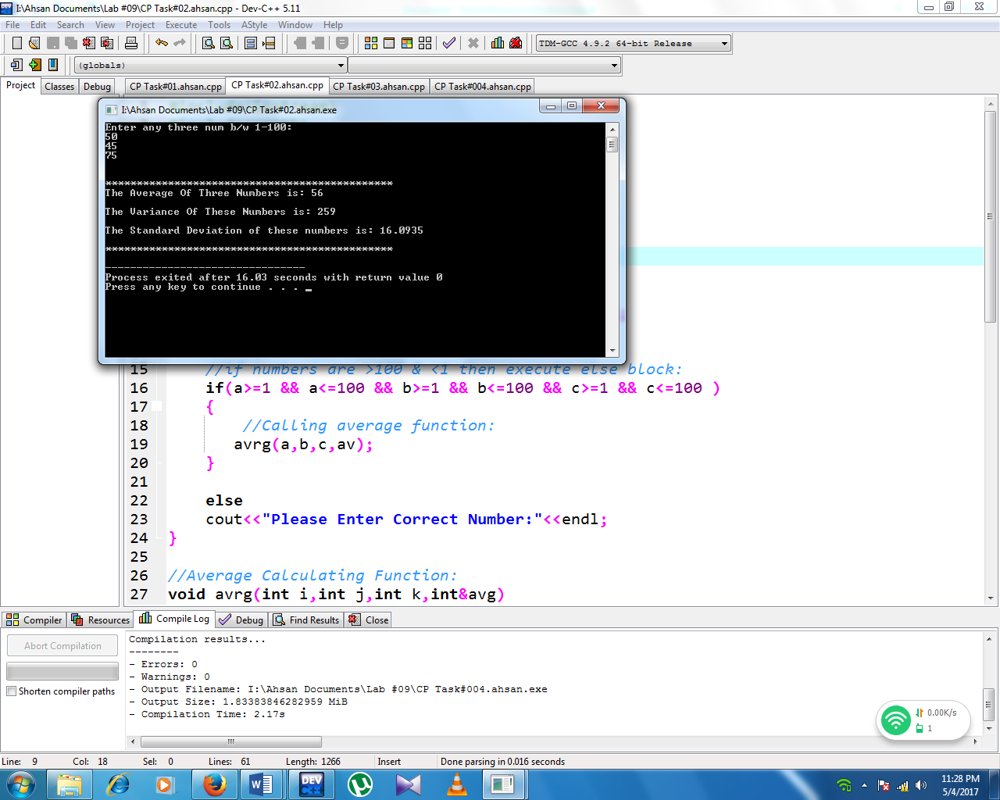 I:\Ahsan Documents\Lab #09\CP Task#02.ahsan.cpp - Dev-C++ 5.11
File Edit Search View Project Execute Tools AStyle Window Help
TDM-GCC 4.9.2 64-bit Release
(globals)
Project Classes Debug CP Task#01.ahsan.cpp CP Task#02.ahsan.cpp CP Task#03.ahsan.cpp CP Task#004.ahsan.cpp
I:\Ahsan Documents\Lab #09\CP Task#02.ahsan.exe
Enter any three num b/w 1-100:
50
45
75
**********************************************
The Average Of Three Numbers is: 56
The Variance Of These Numbers is: 259
The Standard Deviation of these numbers is: 16.0935
**********************************************
--------------------------------
Process exited after 16.03 seconds with return value 0
Press any key to continue . . . _
15 //if numbers are >100 & <1 then execute else block:
16 if(a>=1 && a<=100 && b>=1 && b<=100 && c>=1 && c<=100 )
17 {
18 //Calling average function:
19 avrg(a,b,c,av);
20 }
21
22 else
23 cout<<"Please Enter Correct Number:"<<endl;
24 }
25
26 //Average Calculating Function:
27 void avrg(int i,int j,int k,int&avg)
Compiler Resources Compile Log Debug Find Results Close
Abort Compilation
Shorten compiler paths
Compilation results...
--------
- Errors: 0
- Warnings: 0
- Output Filename: I:\Ahsan Documents\Lab #09\CP Task#004.ahsan.exe
- Output Size: 1.83383846282959 MiB
- Compilation Time: 2.17s
0.00K/s
1
Line: 9 Col: 18 Sel: 0 Lines: 61 Length: 1266 Insert Done parsing in 0.016 seconds
DEV C++
11:28 PM
5/4/2017